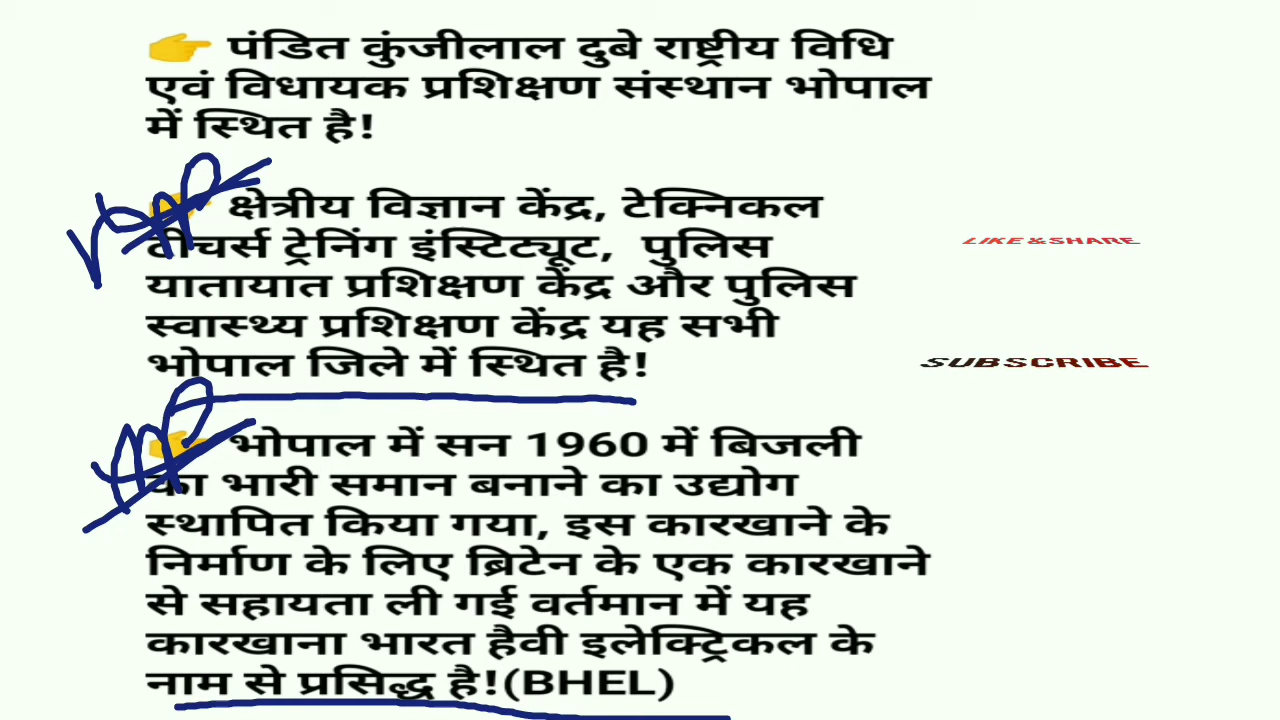 👉 पंडित कुंजीलाल दुबे राष्ट्रीय विधि
एवं विधायक प्रशिक्षण संस्थान भोपाल
में स्थित है!
क्षेत्रीय विज्ञान केंद्र, टेक्निकल
टीचर्स ट्रेनिंग इंस्टिट्यूट, पुलिस
यातायात प्रशिक्षण केंद्र और पुलिस
स्वास्थ्य प्रशिक्षण केंद्र यह सभी
भोपाल जिले में स्थित है!
भोपाल में सन 1960 में बिजली
का भारी समान बनाने का उद्योग
स्थापित किया गया, इस कारखाने के
निर्माण के लिए ब्रिटेन के एक कारखाने
से सहायता ली गई वर्तमान में यह
कारखाना भारत हैवी इलेक्ट्रिकल के
नाम से प्रसिद्ध है!(BHEL)
LIKE & SHARE
SUBSCRIBE